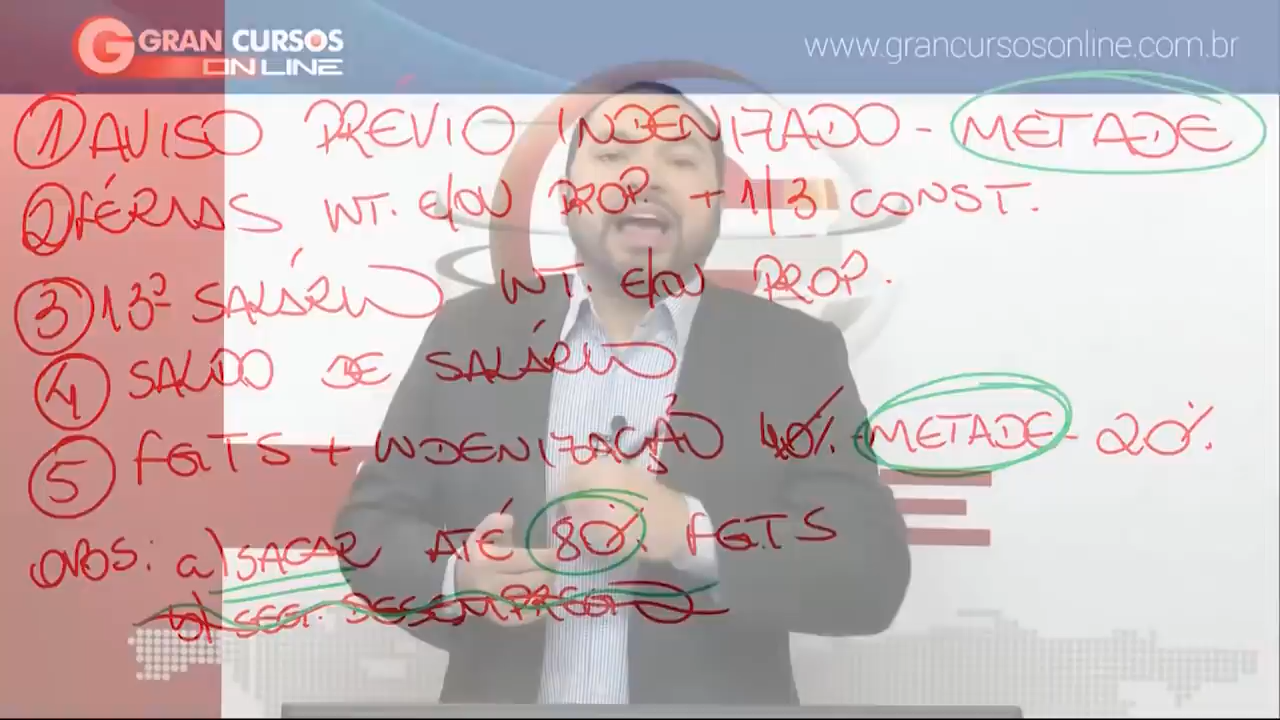 GRAN CURSOS
ONLINE
www.grancursosonline.com.br
1) AVISO PRÉVIO INDENIZADO - METADE
2) FÉRIAS INT. E/OU PROP. + 1/3 CONST.
3) 13º SALÁRIO INT. E/OU PROP.
4) SALDO DE SALÁRIO
5) FGTS + INDENIZAÇÃO 40% - METADE - 20%.
OBS: a) SACAR ATÉ 80% FGTS
b) SEG. DESEMPREGO